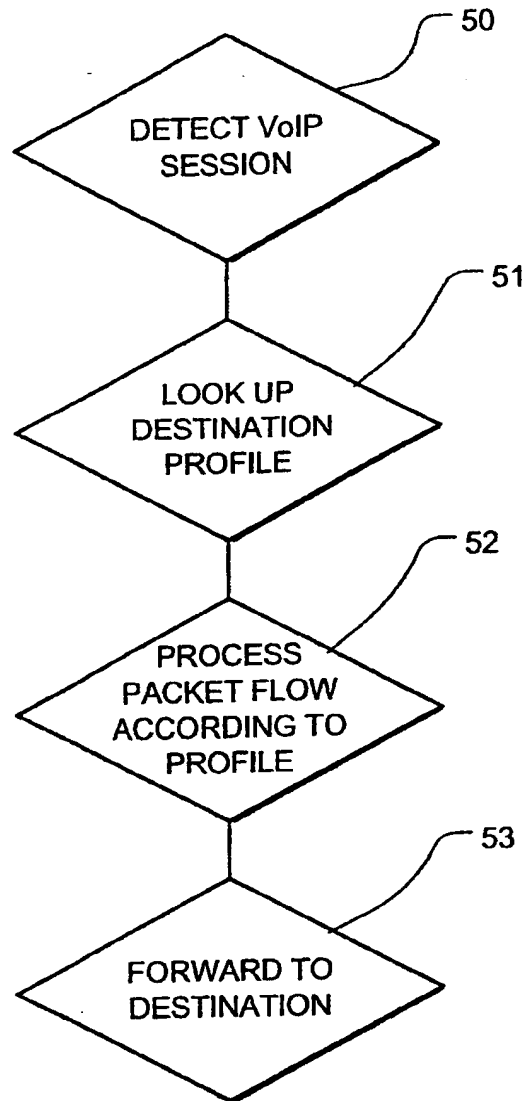 50
DETECT VoIP
SESSION
51
LOOK UP
DESTINATION
PROFILE
52
PROCESS
PACKET FLOW
ACCORDING TO
PROFILE
53
FORWARD TO
DESTINATION